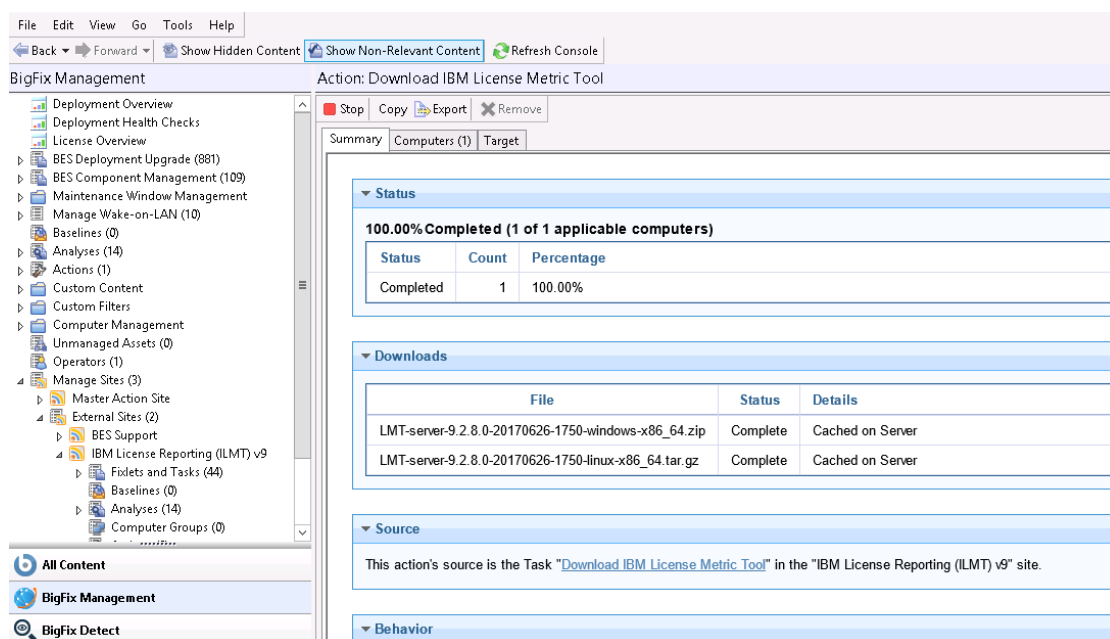 File Edit View Go Tools Help
Back Forward Show Hidden Content Show Non-Relevant Content Refresh Console
BigFix Management
Deployment Overview
Deployment Health Checks
License Overview
BES Deployment Upgrade (881)
BES Component Management (109)
Maintenance Window Management
Manage Wake-on-LAN (10)
Baselines (0)
Analyses (14)
Actions (1)
Custom Content
Custom Filters
Computer Management
Unmanaged Assets (0)
Operators (1)
Manage Sites (3)
Master Action Site
External Sites (2)
BES Support
IBM License Reporting (ILMT) v9
Fixlets and Tasks (44)
Baselines (0)
Analyses (14)
Computer Groups (0)
All Content
BigFix Management
BigFix Detect
Action: Download IBM License Metric Tool
Stop Copy Export Remove
Summary Computers (1) Target
Status
100.00% Completed (1 of 1 applicable computers)
Status Count Percentage
Completed 1 100.00%
Downloads
File Status Details
LMT-server-9.2.8.0-20170626-1750-windows-x86_64.zip Complete Cached on Server
LMT-server-9.2.8.0-20170626-1750-linux-x86_64.tar.gz Complete Cached on Server
Source
This action's source is the Task "Download IBM License Metric Tool" in the "IBM License Reporting (ILMT) v9" site.
Behavior